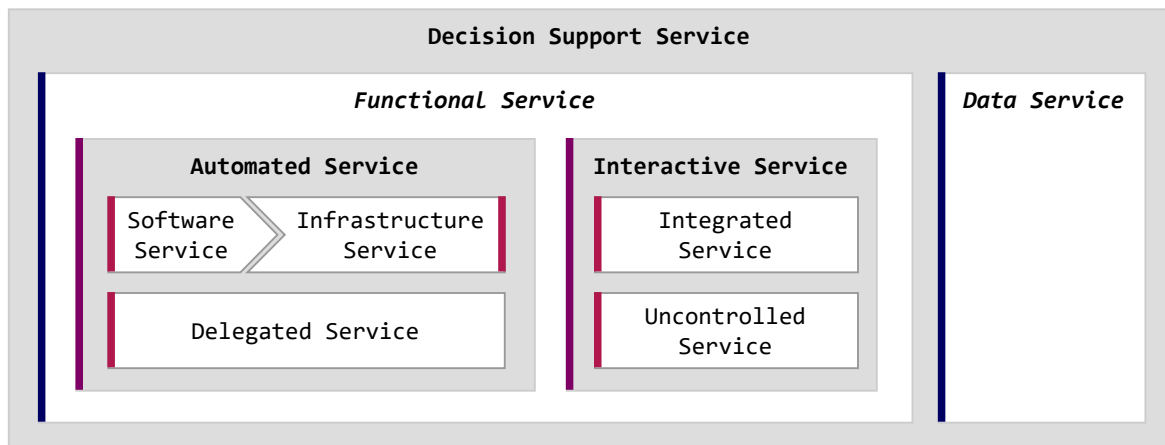 Decision Support Service
Functional Service
Data Service
Automated Service
Interactive Service
Software
Service
Infrastructure
Service
Integrated
Service
Delegated Service
Uncontrolled
Service